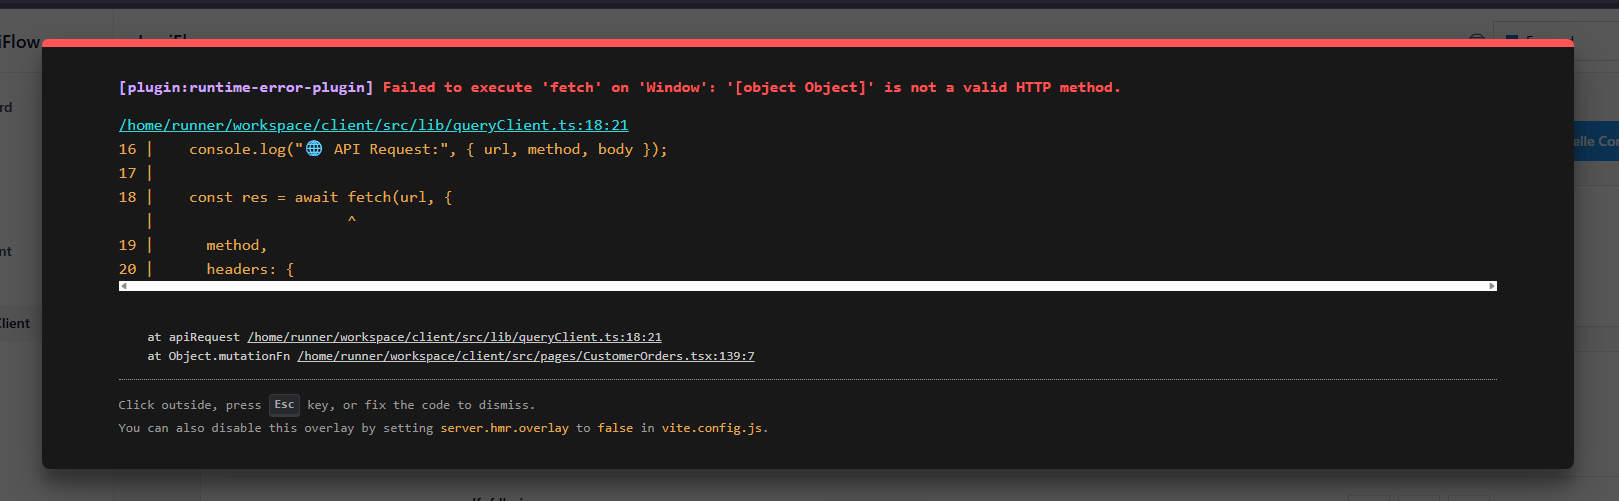 iFlow
[plugin:runtime-error-plugin] Failed to execute 'fetch' on 'Window': '[object Object]' is not a valid HTTP method.
rd
/home/runner/workspace/client/src/lib/queryClient.ts:18:21
elle Cor
16 |    console.log("🌐 API Request:", { url, method, body });
17 |
18 |    const res = await fetch(url, {
|                      ^
19 |      method,
nt
20 |      headers: {
lient
at apiRequest /home/runner/workspace/client/src/lib/queryClient.ts:18:21
at Object.mutationFn /home/runner/workspace/client/src/pages/CustomerOrders.tsx:139:7
Click outside, press Esc key, or fix the code to dismiss.
You can also disable this overlay by setting server.hmr.overlay to false in vite.config.js.